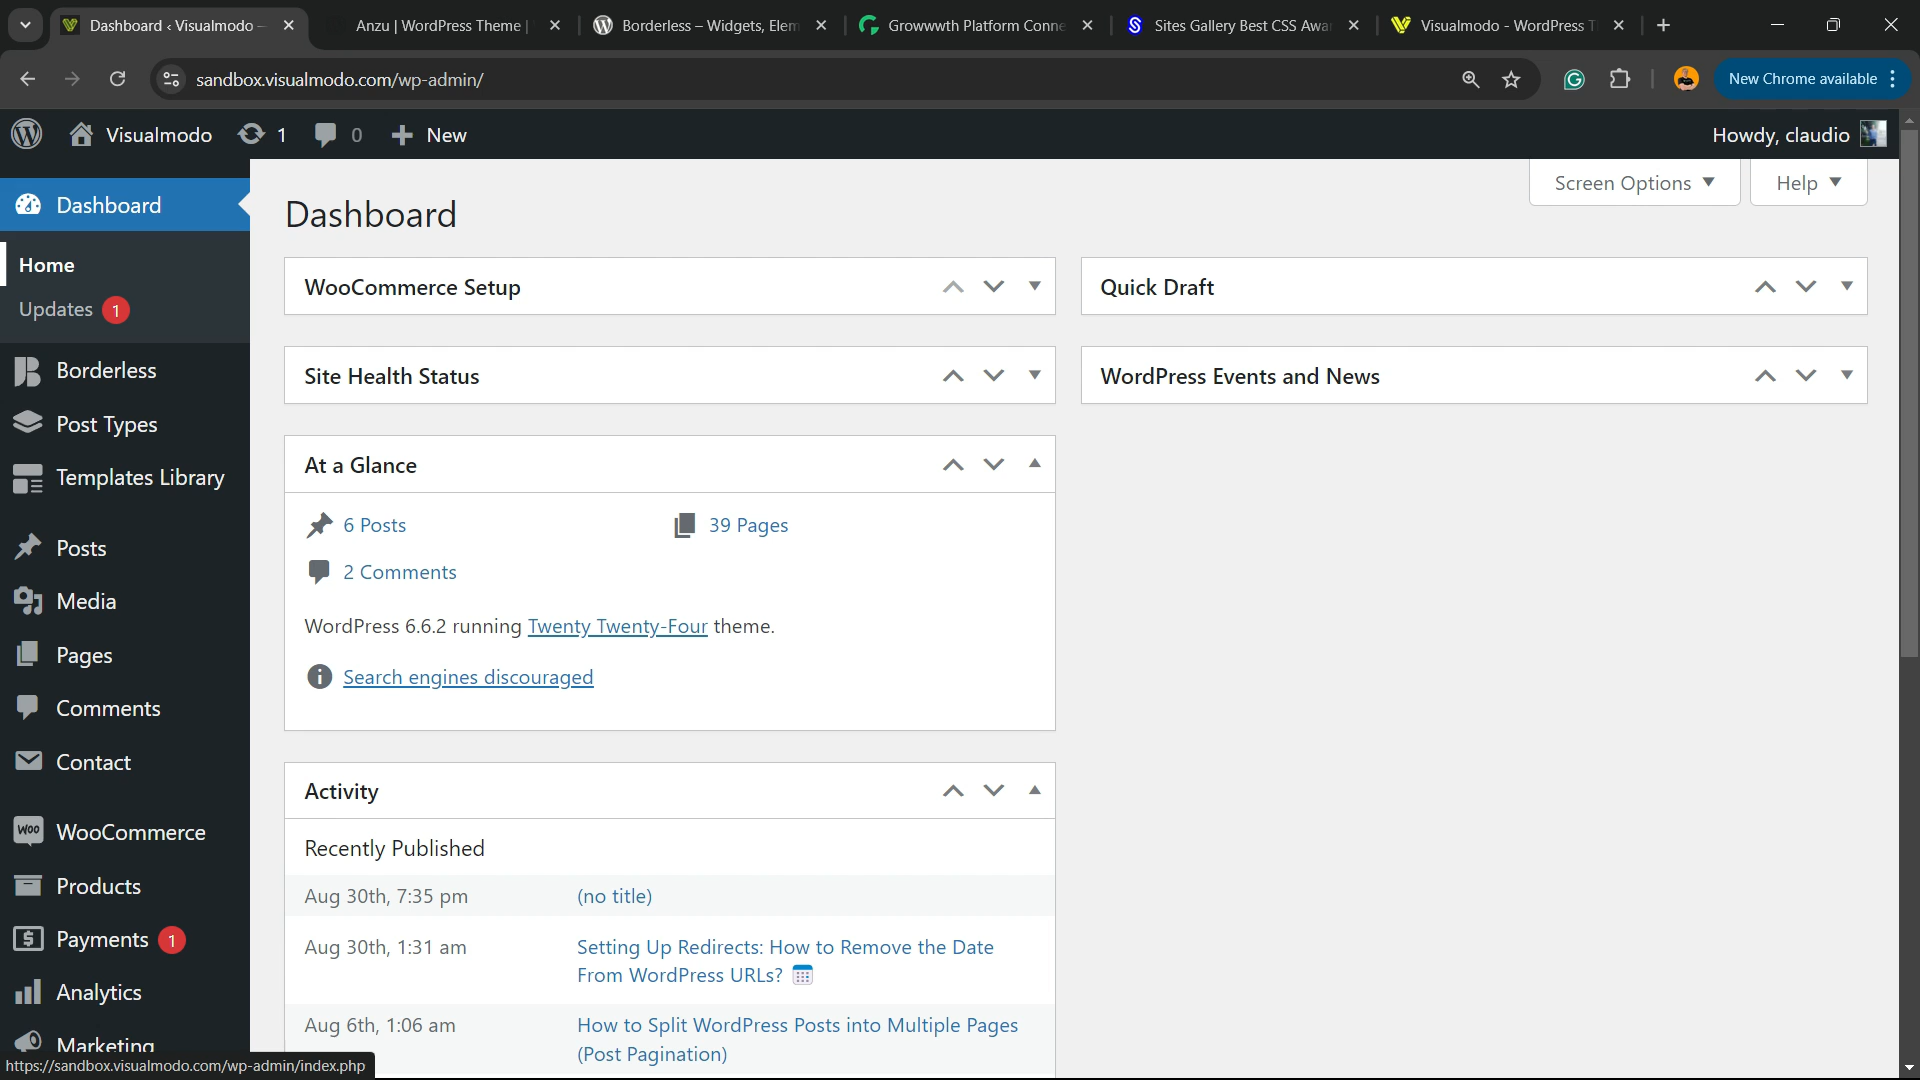 Dashboard ‹ Visualmodo –
Anzu | WordPress Theme |
Borderless – Widgets, Elem
Growwwth Platform Conne
Sites Gallery Best CSS Awa
Visualmodo - WordPress T
sandbox.visualmodo.com/wp-admin/
New Chrome available
Visualmodo
1
0
New
Howdy, claudio
Dashboard
Home
Updates 1
Borderless
Post Types
Templates Library
Posts
Media
Pages
Comments
Contact
WooCommerce
Products
Payments 1
Analytics
Marketing
https://sandbox.visualmodo.com/wp-admin/index.php
Screen Options
Help
Dashboard
WooCommerce Setup
Quick Draft
Site Health Status
WordPress Events and News
At a Glance
6 Posts
39 Pages
2 Comments
WordPress 6.6.2 running Twenty Twenty-Four theme.
Search engines discouraged
Activity
Recently Published
Aug 30th, 7:35 pm
(no title)
Aug 30th, 1:31 am
Setting Up Redirects: How to Remove the Date
From WordPress URLs?
Aug 6th, 1:06 am
How to Split WordPress Posts into Multiple Pages
(Post Pagination)